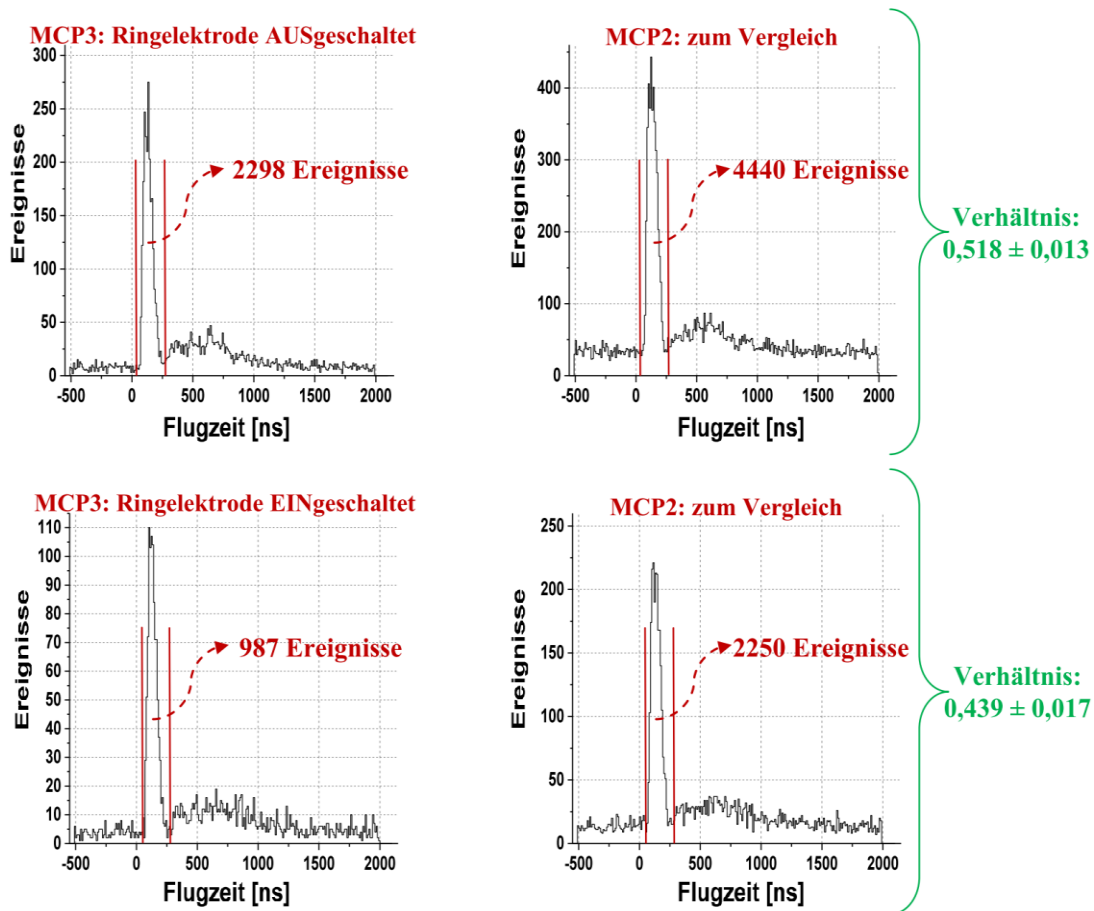 MCP3: Ringelektrode AUSgeschaltet
Ereignisse
300
250
200
150
100
50
0
2298 Ereignisse
-500 0 500 1000 1500 2000
Flugzeit [ns]
MCP2: zum Vergleich
Ereignisse
400
300
200
100
0
4440 Ereignisse
-500 0 500 1000 1500 2000
Flugzeit [ns]
Verhältnis:
0,518 ± 0,013
MCP3: Ringelektrode EINgeschaltet
Ereignisse
110
100
90
80
70
60
50
40
30
20
10
0
987 Ereignisse
-500 0 500 1000 1500 2000
Flugzeit [ns]
MCP2: zum Vergleich
Ereignisse
250
200
150
100
50
0
2250 Ereignisse
-500 0 500 1000 1500 2000
Flugzeit [ns]
Verhältnis:
0,439 ± 0,017